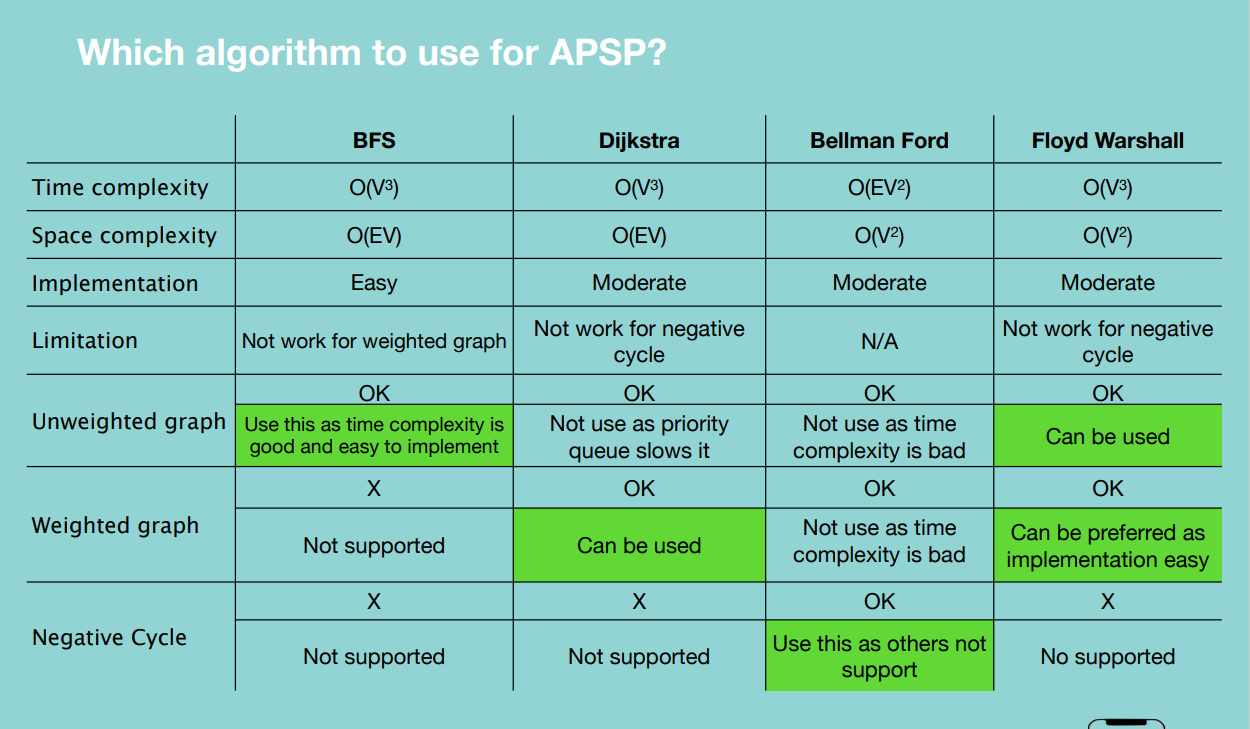 Which algorithm to use for APSP?
BFS Dijkstra Bellman Ford Floyd Warshall
Time complexity O(V³) O(V³) O(EV²) O(V³)
Space complexity O(EV) O(EV) O(V²) O(V²)
Implementation Easy Moderate Moderate Moderate
Limitation
Not work for weighted graph
Not work for negative
cycle
N/A
Not work for negative
cycle
Unweighted graph
OK OK OK OK
Use this as time complexity is
good and easy to implement
Not use as priority
queue slows it
Not use as time
complexity is bad
Can be used
Weighted graph
X OK OK OK
Not supported
Can be used
Not use as time
complexity is bad
Can be preferred as
implementation easy
Negative Cycle
X X OK X
Not supported
Not supported
Use this as others not
support
No supported